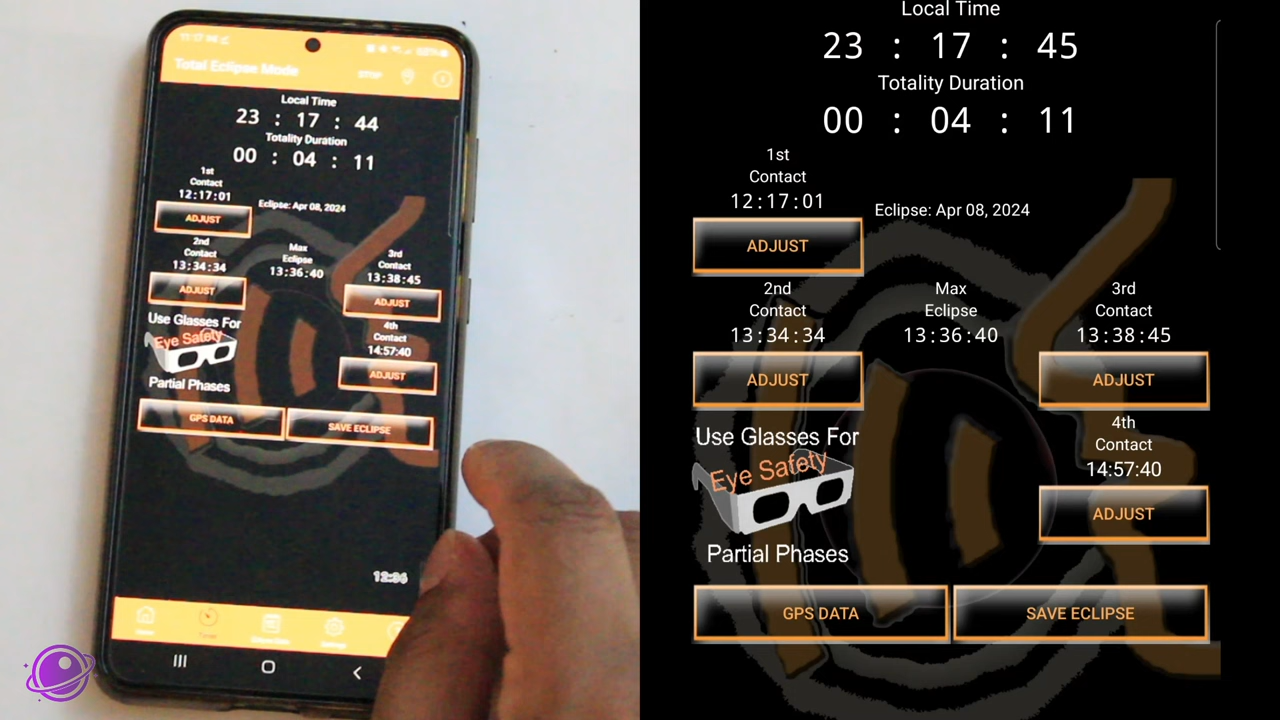 11:17
Total Eclipse Mode
STOP
Local Time
23 : 17 : 44
Totality Duration
00 : 04 : 11
1st
Contact
12:17:01
ADJUST
Eclipse: Apr 08, 2024
2nd
Contact
13:34:34
ADJUST
Max
Eclipse
13:36:40
3rd
Contact
13:38:45
ADJUST
Use Glasses For
Eye Safety
Partial Phases
4th
Contact
14:57:40
ADJUST
GPS DATA
SAVE ECLIPSE
Local Time
23 : 17 : 45
Totality Duration
00 : 04 : 11
1st
Contact
12:17:01
ADJUST
Eclipse: Apr 08, 2024
2nd
Contact
13:34:34
ADJUST
Max
Eclipse
13:36:40
3rd
Contact
13:38:45
ADJUST
Use Glasses For
Eye Safety
Partial Phases
4th
Contact
14:57:40
ADJUST
GPS DATA
SAVE ECLIPSE